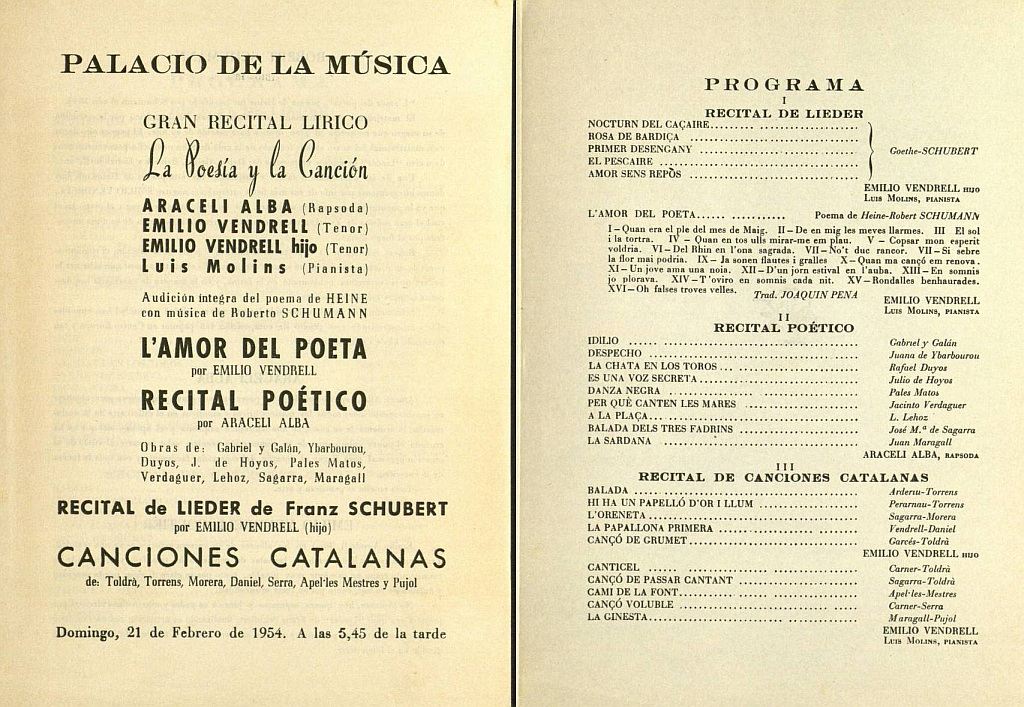 PALACIO DE LA MÚSICA
GRAN RECITAL LIRICO
La Poesía y la Canción
ARACELI ALBA (Rapsoda)
EMILIO VENDRELL (Tenor)
EMILIO VENDRELL hijo (Tenor)
Luis Molins (Pianista)
Audición íntegra del poema de HEINE
con música de Roberto SCHUMANN
L'AMOR DEL POETA
por EMILIO VENDRELL
RECITAL POÉTICO
por ARACELI ALBA
Obras de: Gabriel y Galán, Ybarbourou,
Duyos, J. de Hoyos, Pales Matos,
Verdaguer, Lehoz, Sagarra, Maragall
RECITAL de LIEDER de Franz SCHUBERT
por EMILIO VENDRELL (hijo)
CANCIONES CATALANAS
de: Toldrà, Torrens, Morera, Daniel, Serra, Apel·les Mestres y Pujol
Domingo, 21 de Febrero de 1954. A las 5,45 de la tarde
PROGRAMA
I
RECITAL DE LIEDER
NOCTURN DEL CAÇAIRE
ROSA DE BARDIÇA
PRIMER DESENGANY
EL PESCAIRE
AMOR SENS REPÒS
Goethe-SCHUBERT
EMILIO VENDRELL HIJO
LUIS MOLINS, PIANISTA
L'AMOR DEL POETA...... ........... Poema de Heine-Robert SCHUMANN
I – Quan era el ple del mes de Maig. II – De en mig les meves llarmes. III El sol
i la tortra. IV – Quan en tos ulls mirar-me em plau. V – Copsar mon esperit
voldria. VI – Del Rhin en l'ona sagrada. VII – No't duc rancor. VII – Si sebre
la flor mai podria. IX – Ja sonen flautes i gralles X – Quan ma cançó em renova.
XI – Un jove ama una noia. XII – D'un jorn estival en l'auba. XIII – En somnis
jo plorava. XIV – T'oviro en somnis cada nit. XV – Rondalles benhaurades.
XVI – Oh falses troves velles. Trad. JOAQUIN PENA
EMILIO VENDRELL
LUIS MOLINS, PIANISTA
II
RECITAL POÉTICO
IDILIO ...... Gabriel y Galán
DESPECHO ...... Juana de Ybarbourou
LA CHATA EN LOS TOROS ... Rafael Duyos
ES UNA VOZ SECRETA ...... Julio de Hoyos
DANZA NEGRA ...... Pales Matos
PER QUÈ CANTEN LES MARES ...... Jacinto Verdaguer
A LA PLAÇA... ...... L. Lehoz
BALADA DELS TRES FADRINS ...... José M.ª de Sagarra
LA SARDANA ...... Juan Maragall
ARACELI ALBA, RAPSODA
III
RECITAL DE CANCIONES CATALANAS
BALADA ...... Arderiu-Torrens
HI HA UN PAPELLÓ D'OR I LLUM ...... Perarnau-Torrens
L'ORENETA ...... Sagarra-Morera
LA PAPALLONA PRIMERA ...... Vendrell-Daniel
CANÇÓ DE GRUMET ...... Garcés-Toldrà
EMILIO VENDRELL HIJO
CANTICEL ...... Carner-Toldrà
CANÇÓ DE PASSAR CANTANT ...... Sagarra-Toldrà
CAMI DE LA FONT ...... Apel·les-Mestres
CANÇÓ VOLUBLE ...... Carner-Serra
LA GINESTA ...... Maragall-Pujol
EMILIO VENDRELL
LUIS MOLINS, PIANISTA